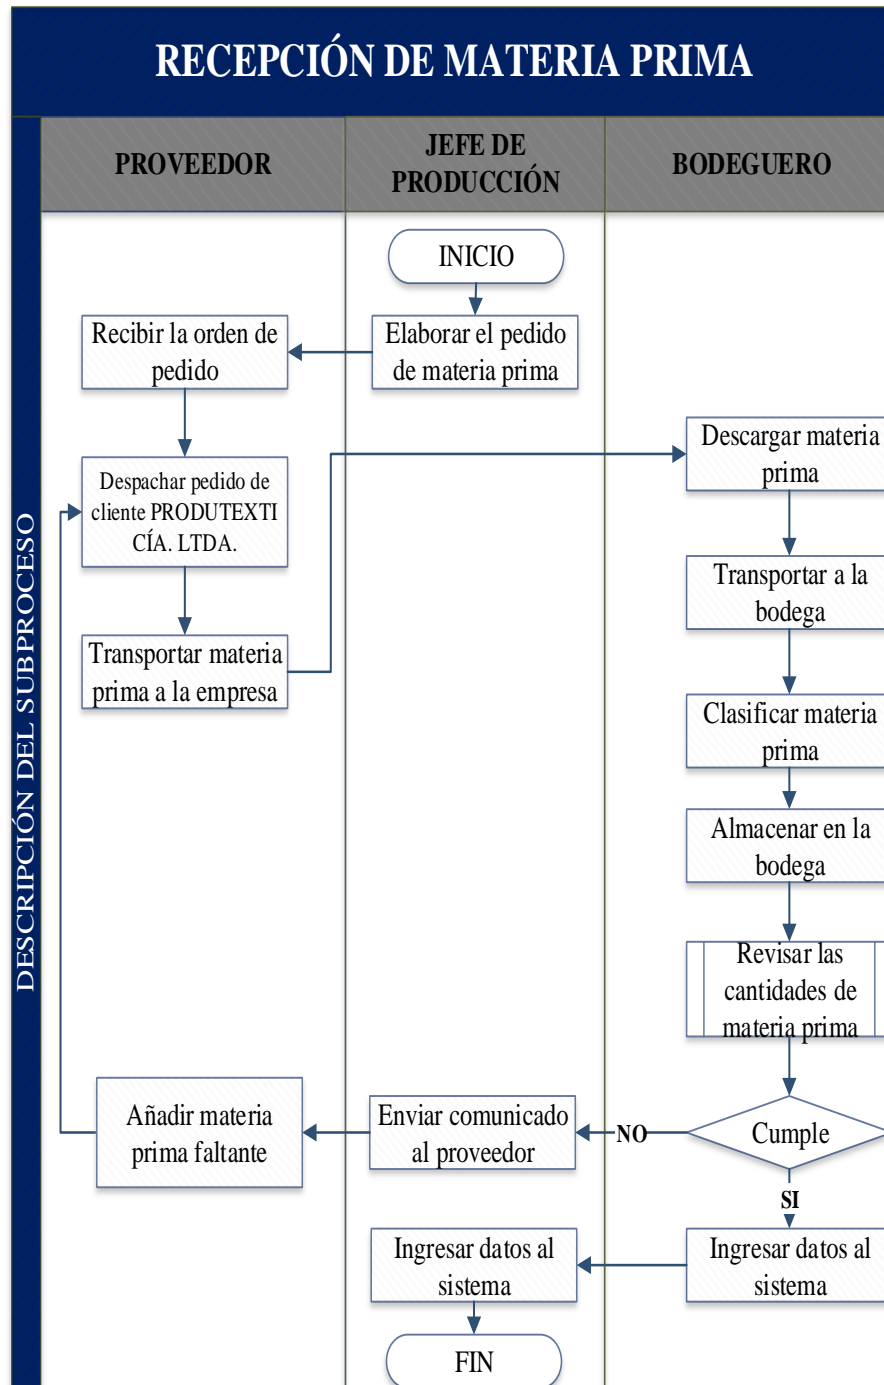 RECEPCIÓN DE MATERIA PRIMA
DESCRIPCIÓN DEL SUBPROCESO
PROVEEDOR
JEFE DE
PRODUCCIÓN
BODEGUERO
INICIO
Elaborar el pedido
de materia prima
Recibir la orden de
pedido
Despachar pedido de
cliente PRODUTEXTI
CÍA. LTDA.
Transportar materia
prima a la empresa
Descargar materia
prima
Transportar a la
bodega
Clasificar materia
prima
Almacenar en la
bodega
Revisar las
cantidades de
materia prima
Cumple
NO
Enviar comunicado
al proveedor
Añadir materia
prima faltante
SI
Ingresar datos al
sistema
Ingresar datos al
sistema
FIN